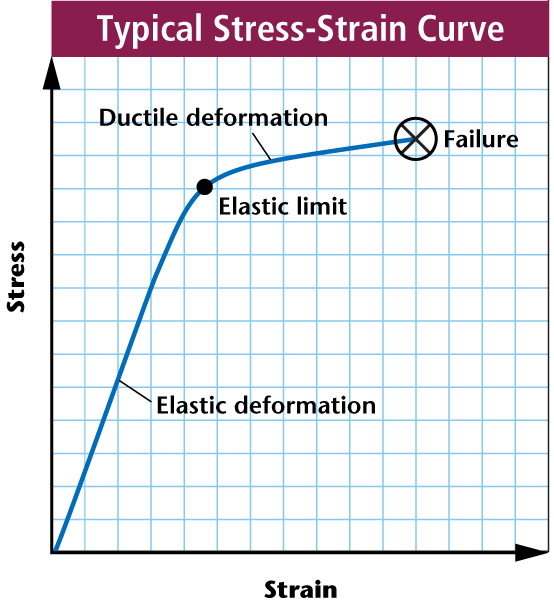 Typical Stress-Strain Curve
Ductile deformation
Failure
Elastic limit
Stress
Elastic deformation
Strain